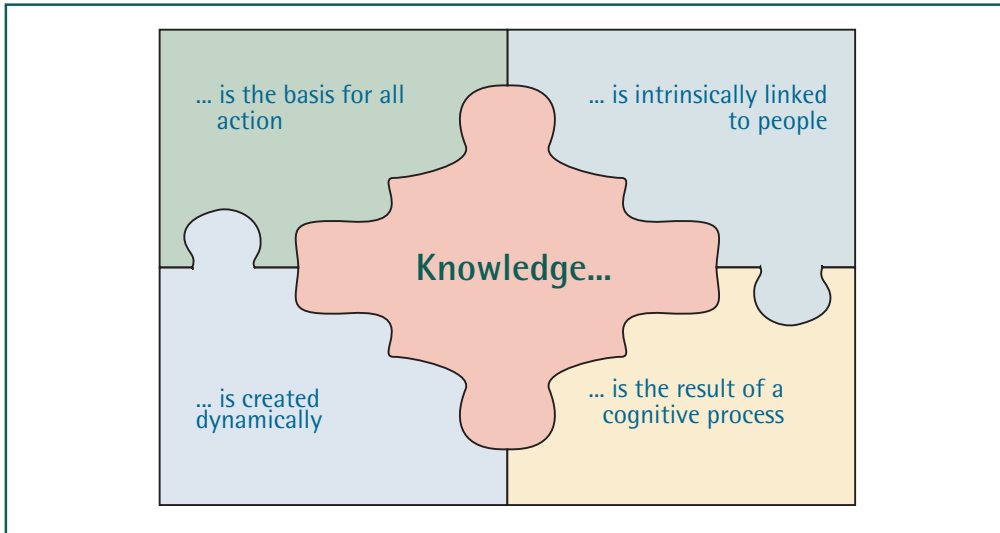 ... is the basis for all
action
... is intrinsically linked
to people
Knowledge...
... is created
dynamically
... is the result of a
cognitive process